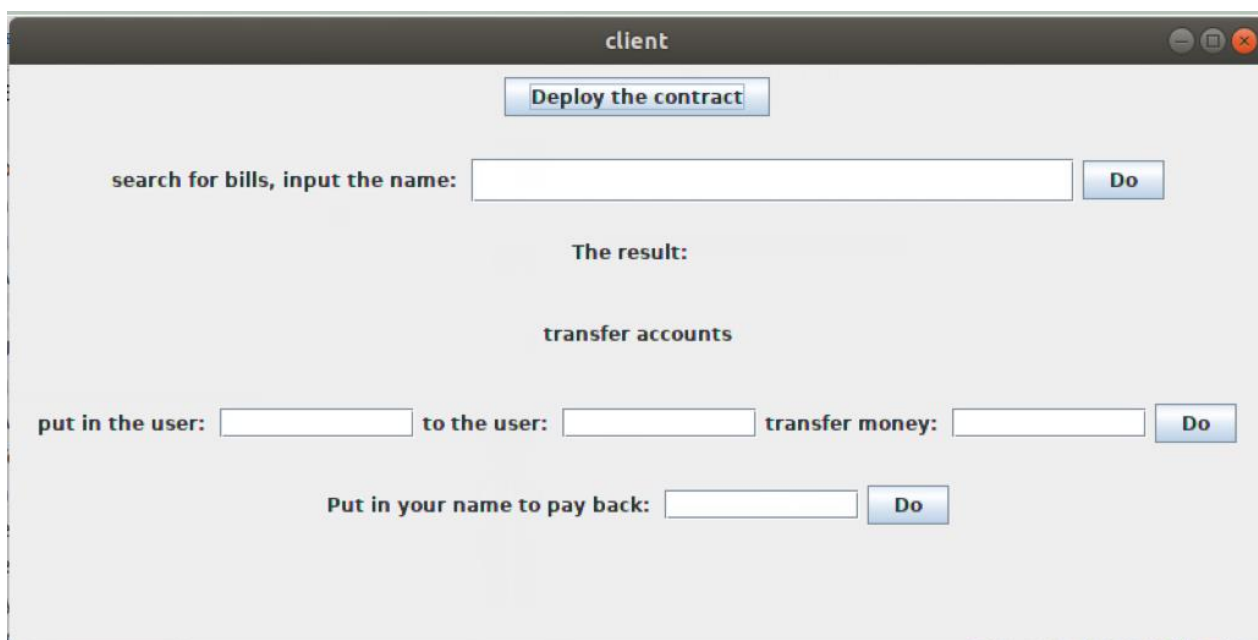 client
Deploy the contract
search for bills, input the name: Do
The result:
transfer accounts
put in the user: to the user: transfer money: Do
Put in your name to pay back: Do